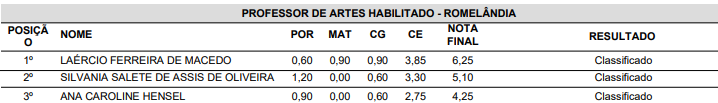 PROFESSOR DE ARTES HABILITADO - ROMELÂNDIA
POSIÇÃO NOME POR MAT CG CE NOTA FINAL RESULTADO
1º LAÉRCIO FERREIRA DE MACEDO 0,60 0,90 0,90 3,85 6,25 Classificado
2º SILVANIA SALETE DE ASSIS DE OLIVEIRA 1,20 0,00 0,60 3,30 5,10 Classificado
3º ANA CAROLINE HENSEL 0,90 0,00 0,60 2,75 4,25 Classificado